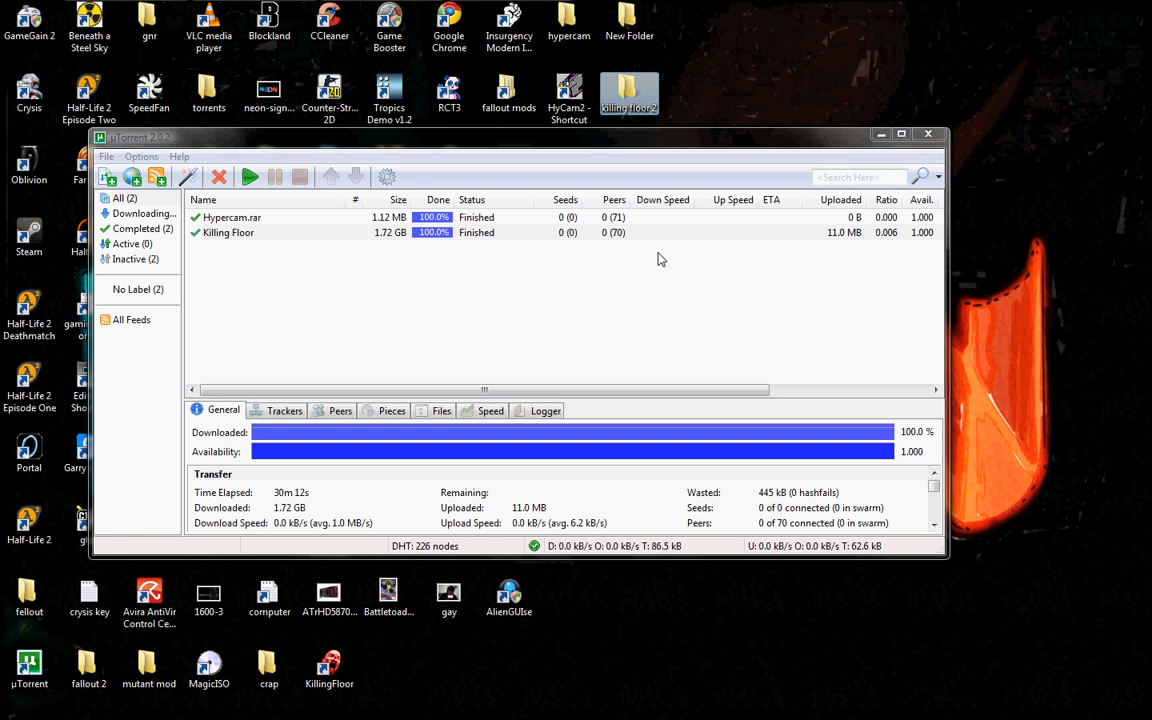 GameGain 2
Beneath a
Steel Sky
gnr
VLC media
player
Blockland
CCleaner
Game
Booster
Google
Chrome
Insurgency
Modern I...
hypercam
New Folder
Crysis
Half-Life 2
Episode Two
SpeedFan
torrents
neon-sign...
Counter-Str...
2D
Tropics
Demo v1.2
RCT3
fallout mods
HyCam2 -
Shortcut
killing floor 2
µTorrent 2.0.2
File Options Help
<Search Here>
Oblivion
Far
All (2)
Downloading...
Completed (2)
Active (0)
Inactive (2)
No Label (2)
All Feeds
Name # Size Done Status Seeds Peers Down Speed Up Speed ETA Uploaded Ratio Avail.
Hypercam.rar 1.12 MB 100.0% Finished 0 (0) 0 (71) 0 B 0.000 1.000
Killing Floor 1.72 GB 100.0% Finished 0 (0) 0 (70) 11.0 MB 0.006 1.000
Steam
Half
Half-Life 2
Deathmatch
gami
Half-Life 2
Episode One
Edi
Sho
Portal
Garry
Half-Life 2
General Trackers Peers Pieces Files Speed Logger
Downloaded: 100.0 %
Availability: 1.000
Transfer
Time Elapsed: 30m 12s Remaining: Wasted: 445 kB (0 hashfails)
Downloaded: 1.72 GB Uploaded: 11.0 MB Seeds: 0 of 0 connected (0 in swarm)
Download Speed: 0.0 kB/s (avg. 1.0 MB/s) Upload Speed: 0.0 kB/s (avg. 6.2 kB/s) Peers: 0 of 70 connected (0 in swarm)
DHT: 226 nodes D: 0.0 kB/s O: 0.0 kB/s T: 86.5 kB U: 0.0 kB/s O: 0.0 kB/s T: 62.6 kB
fellout
crysis key
Avira AntiVir
Control Ce...
1600-3
computer
ATrHD5870...
Battletoad...
gay
AlienGUIse
µTorrent
fallout 2
mutant mod
MagicISO
crap
KillingFloor